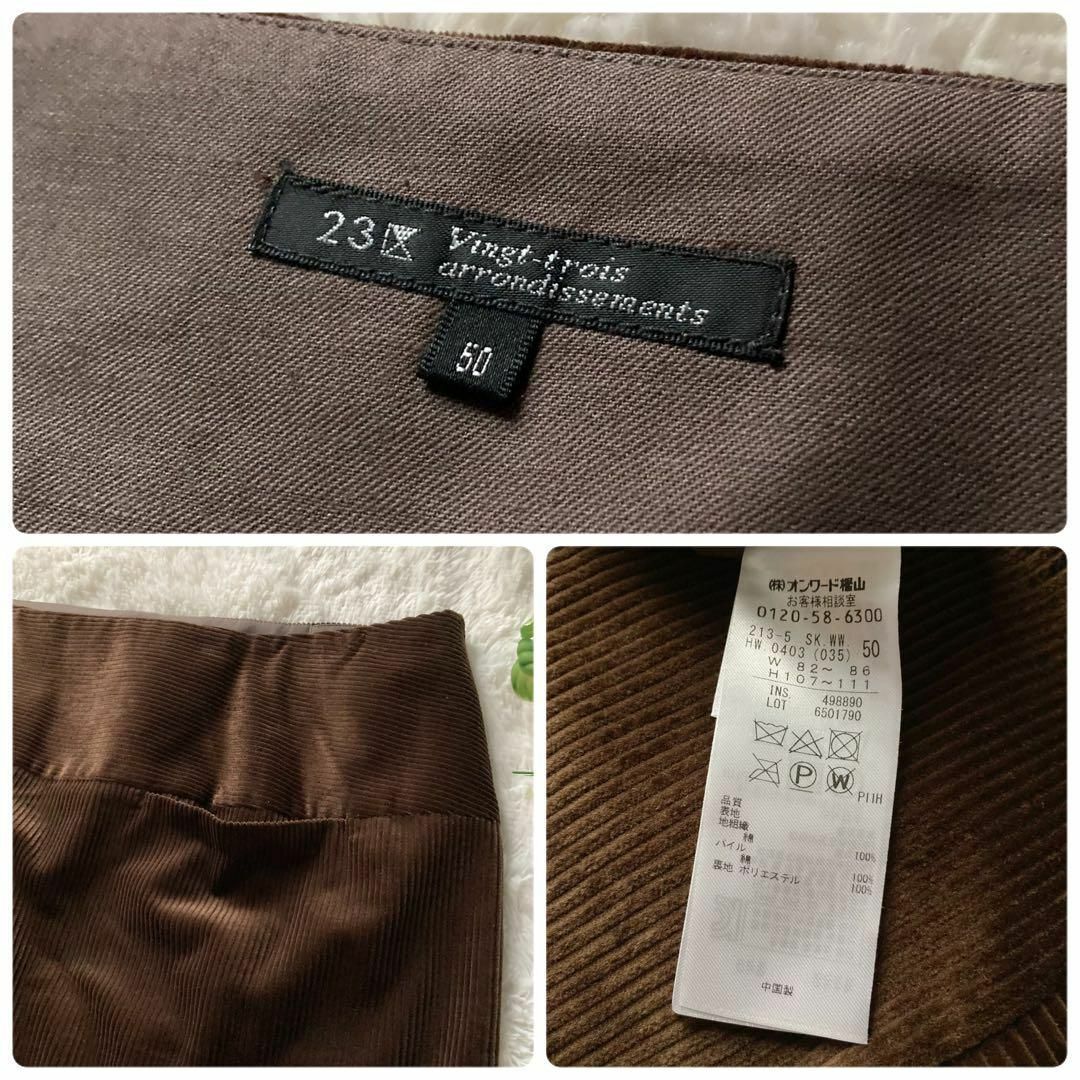 23区 Vingt-trois
arrondissements
50
(株)オンワード樫山
お客様相談室
0120-58-6300
213-5 SK.WW.
HW.0403 (035) 50
W 82～ 86
H107～111
INS. 498890
LOT 6501790
P W
P11H
品質
表地
地組織
綿 100%
パイル
綿 100%
裏地 ポリエステル 100%
中国製